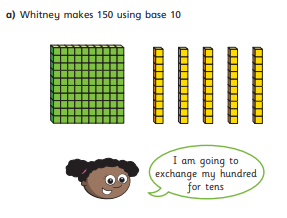 a) Whitney makes 150 using base 10
I am going to
exchange my hundred
for tens